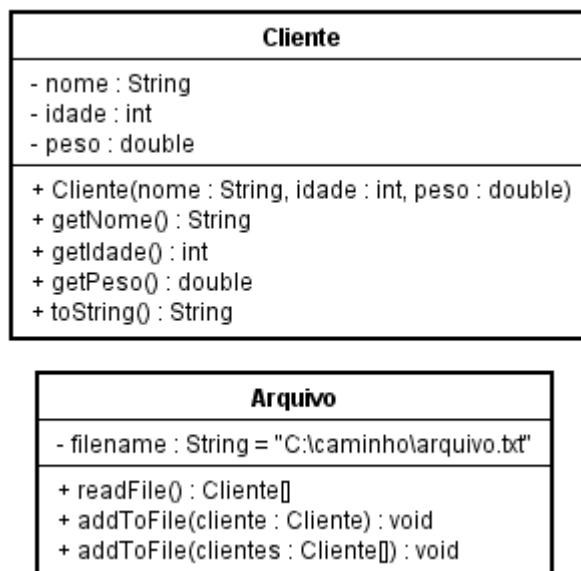 Cliente
- nome : String
- idade : int
- peso : double
+ Cliente(nome : String, idade : int, peso : double)
+ getNome() : String
+ getIdade() : int
+ getPeso() : double
+ toString() : String
Arquivo
- filename : String = "C:\caminho\arquivo.txt"
+ readFile() : Cliente[]
+ addToFile(cliente : Cliente) : void
+ addToFile(clientes : Cliente[]) : void